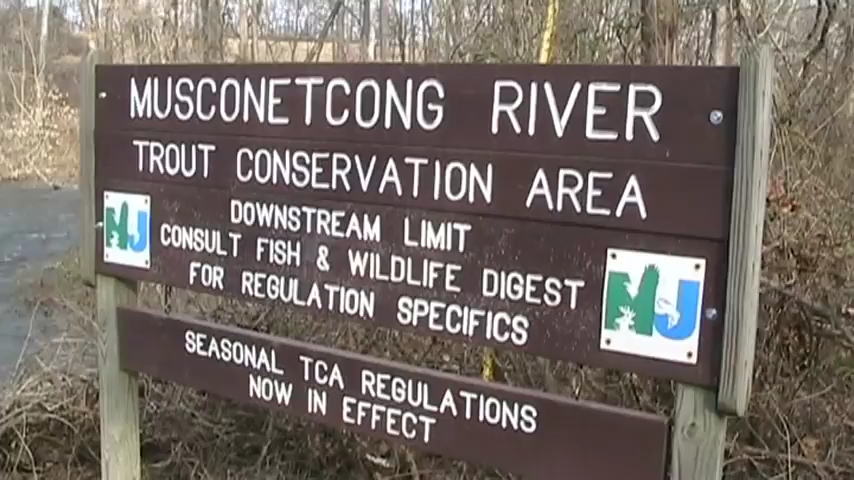 MUSCONETCONG RIVER
TROUT CONSERVATION AREA
DOWNSTREAM LIMIT
CONSULT FISH & WILDLIFE DIGEST
FOR REGULATION SPECIFICS
NJ
NJ
SEASONAL TCA REGULATIONS
NOW IN EFFECT